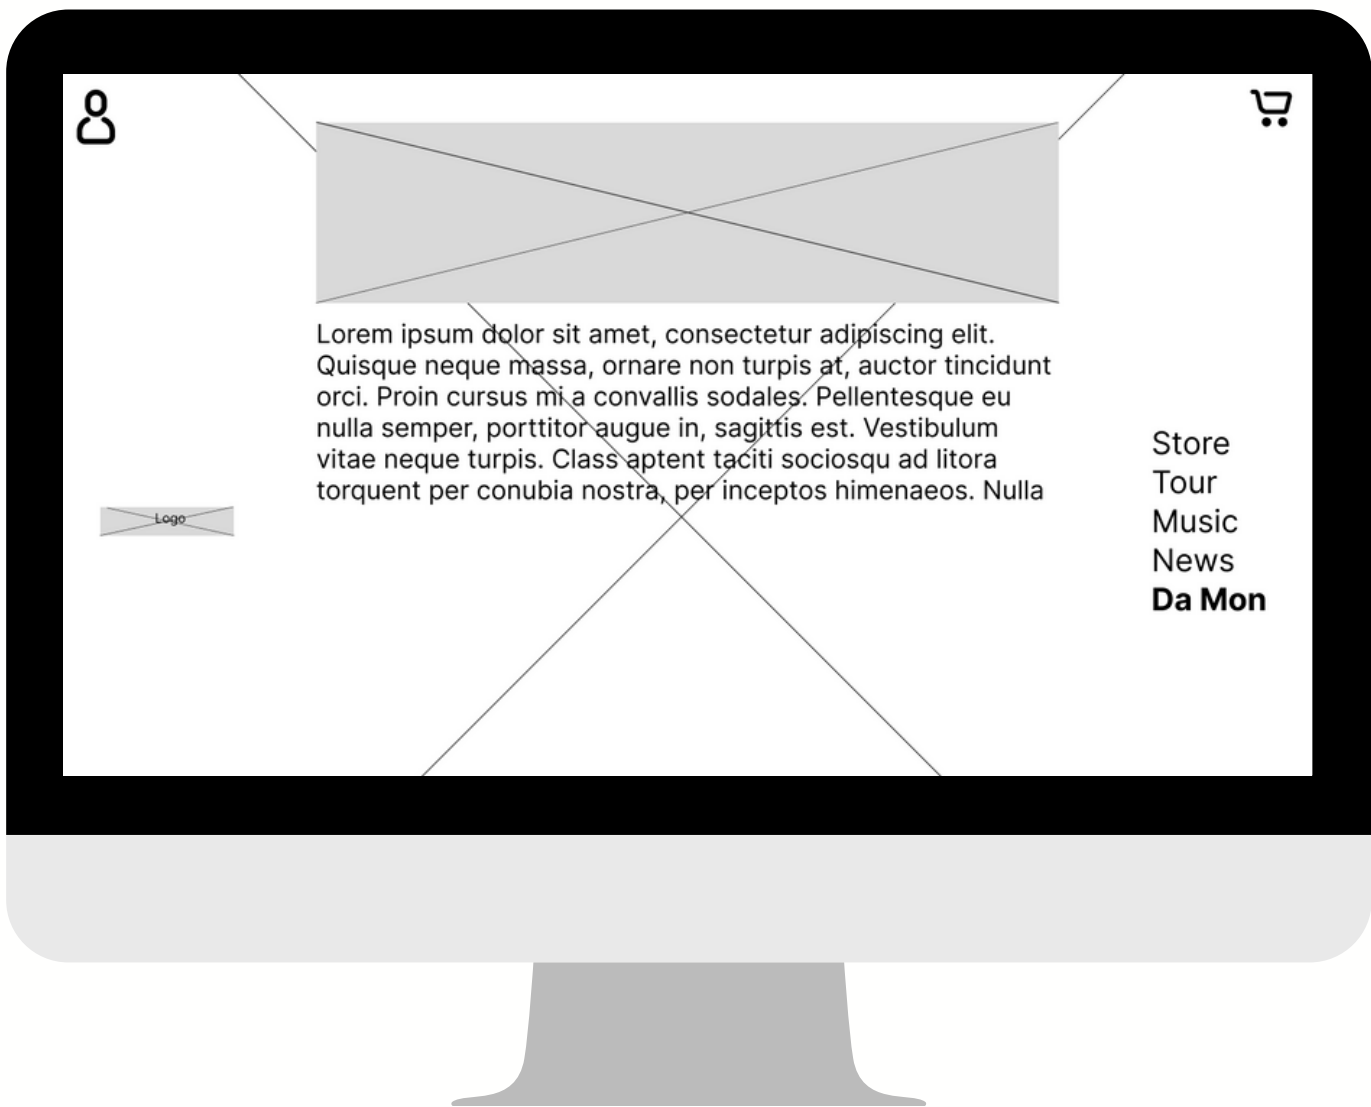 Lorem ipsum dolor sit amet, consectetur adipiscing elit.
Quisque neque massa, ornare non turpis at, auctor tincidunt
orci. Proin cursus mi a convallis sodales. Pellentesque eu
nulla semper, porttitor augue in, sagittis est. Vestibulum
vitae neque turpis. Class aptent taciti sociosqu ad litora
torquent per conubia nostra, per inceptos himenaeos. Nulla
Logo
Store
Tour
Music
News
Da Mon